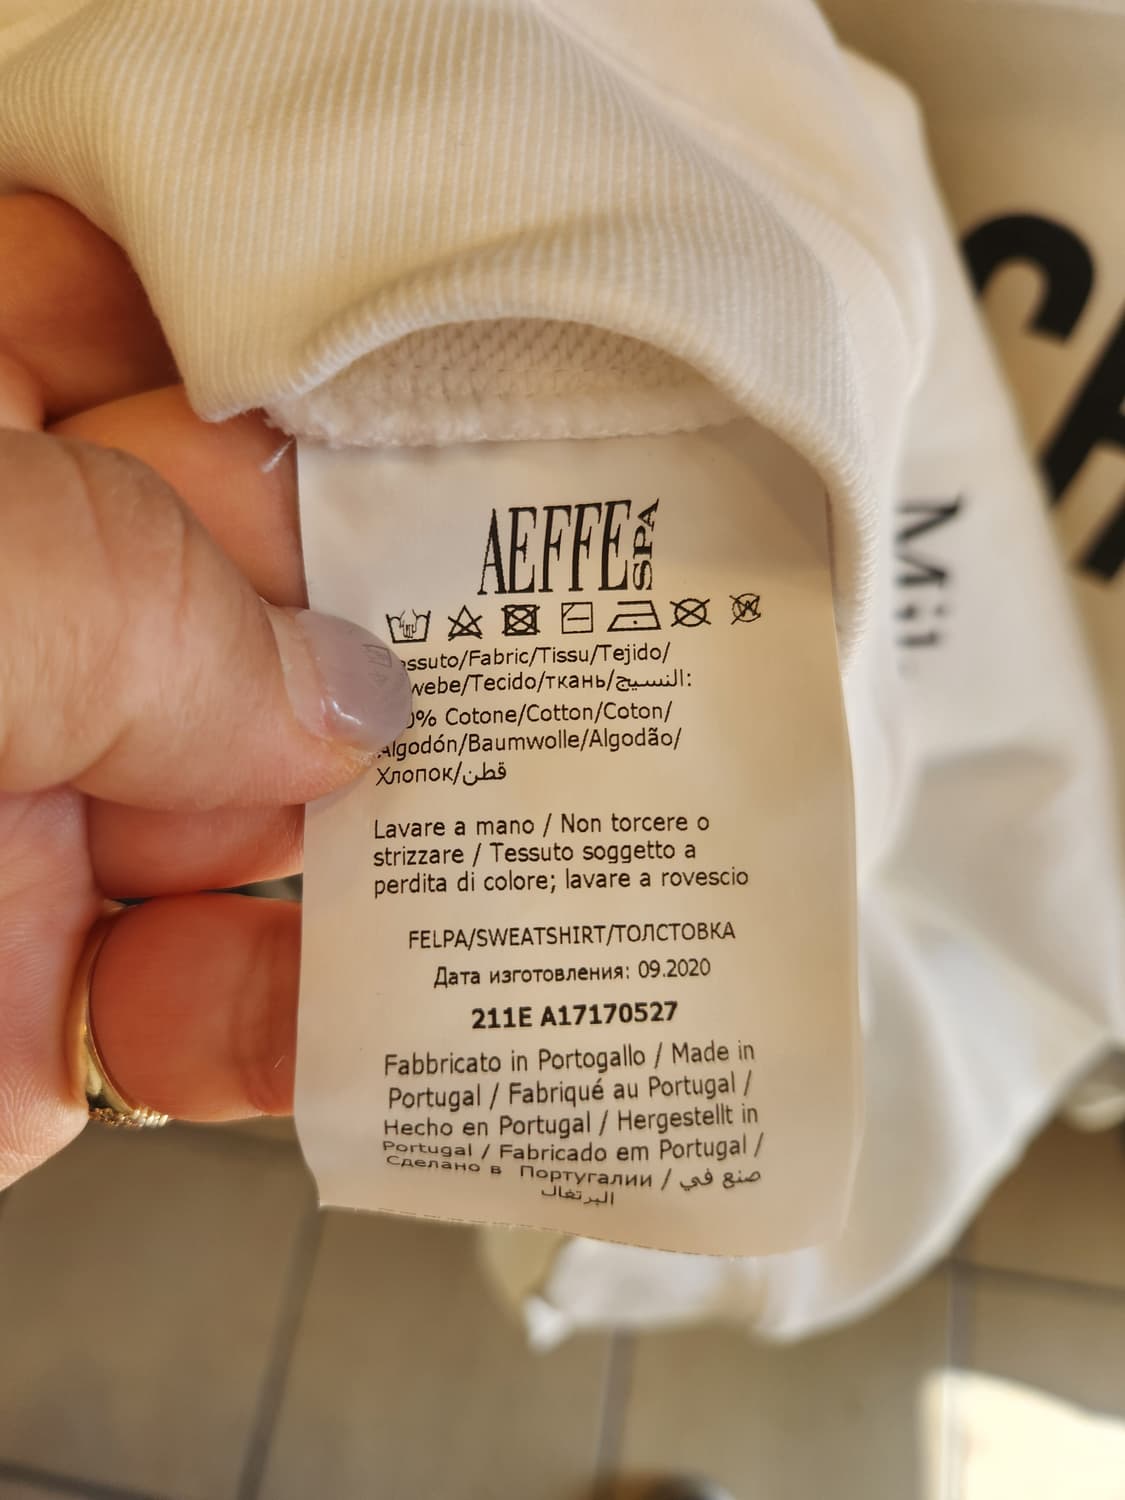 AEFFE SPA
/Fabric/Tissu/Tejido/
/Tecido/ткань/النسيج:
Cotone/Cotton/Coton/
Algodón/Baumwolle/Algodão/
Хлопок/قطن
Lavare a mano / Non torcere o
strizzare / Tessuto soggetto a
perdita di colore; lavare a rovescio
FELPA/SWEATSHIRT/ТОЛСТОВКА
Дата изготовления: 09.2020
211E A17170527
Fabbricato in Portogallo / Made in
Portugal / Fabriqué au Portugal /
Hecho en Portugal / Hergestellt in
Portugal / Fabricado em Portugal /
Сделано в Португалии / صنع في
البرتغال